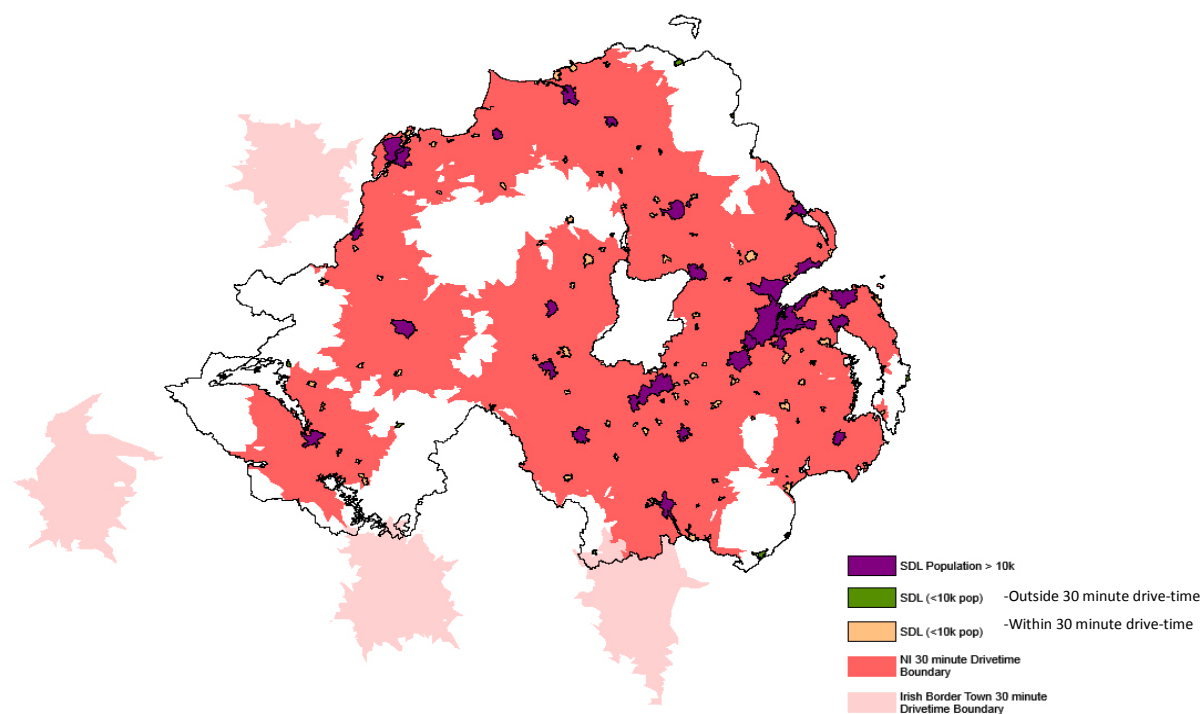 SDL Population > 10k
SDL (<10k pop) -Outside 30 minute drive-time
SDL (<10k pop) -Within 30 minute drive-time
NI 30 minute Drivetime
Boundary
Irish Border Town 30 minute
Drivetime Boundary